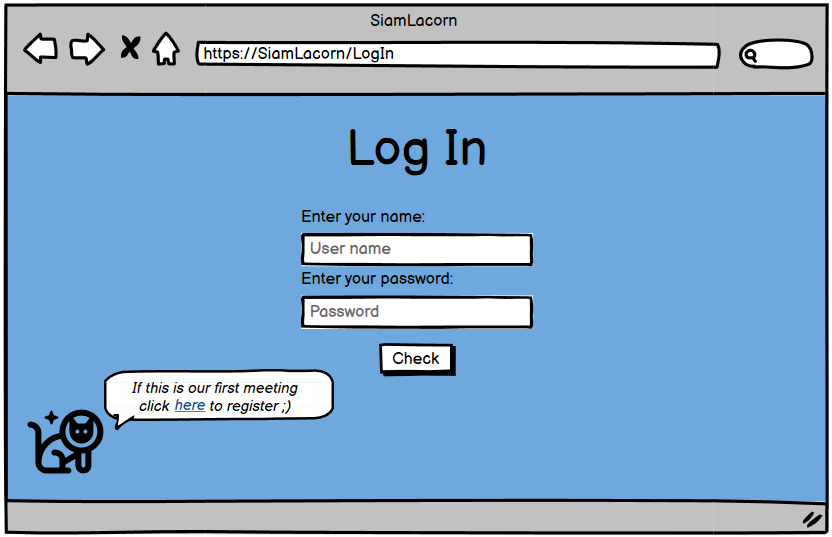 SiamLacorn
https://SiamLacorn/LogIn
Log In
Enter your name:
User name
Enter your password:
Password
Check
If this is our first meeting
click here to register ;)